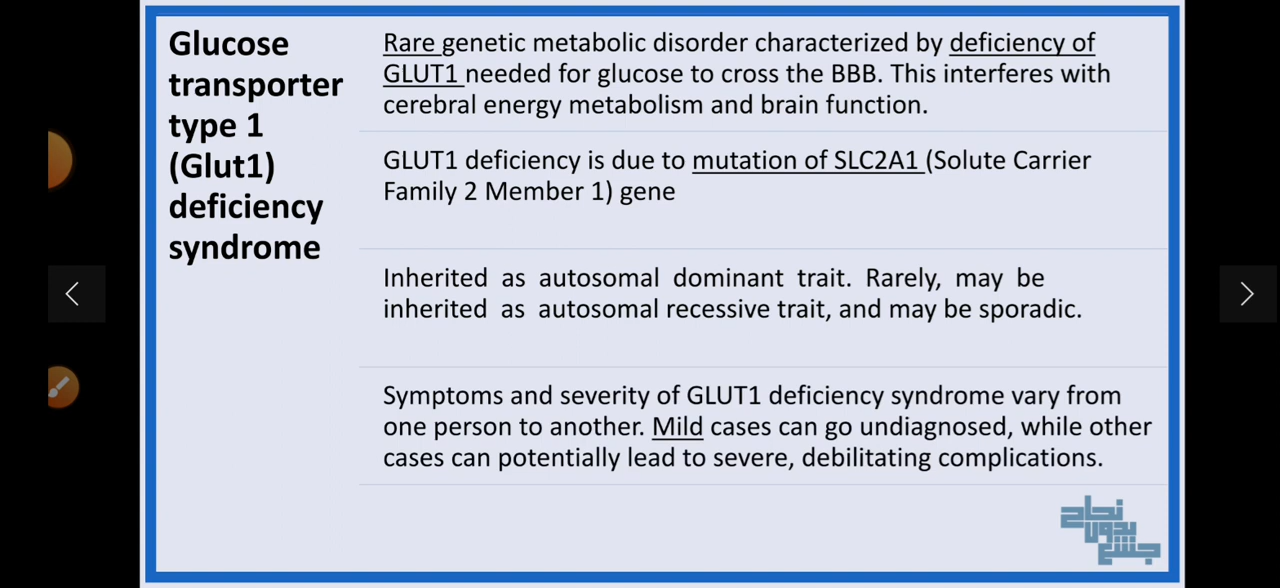 Glucose
transporter
type 1
(Glut1)
deficiency
syndrome
Rare genetic metabolic disorder characterized by deficiency of
GLUT1 needed for glucose to cross the BBB. This interferes with
cerebral energy metabolism and brain function.
GLUT1 deficiency is due to mutation of SLC2A1 (Solute Carrier
Family 2 Member 1) gene
Inherited as autosomal dominant trait. Rarely, may be
inherited as autosomal recessive trait, and may be sporadic.
Symptoms and severity of GLUT1 deficiency syndrome vary from
one person to another. Mild cases can go undiagnosed, while other
cases can potentially lead to severe, debilitating complications.
نجاح
بدون
جشع